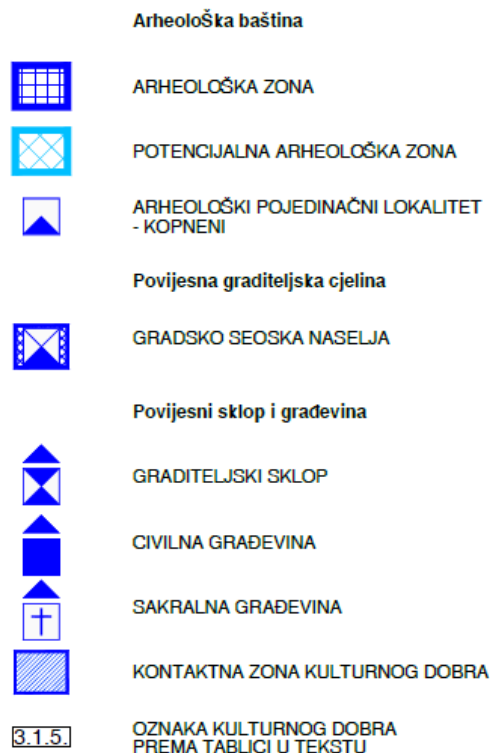 ArheoloŠka baština
ARHEOLOŠKA ZONA
POTENCIJALNA ARHEOLOŠKA ZONA
ARHEOLOŠKI POJEDINAČNI LOKALITET
- KOPNENI
Povijesna graditeljska cjelina
GRADSKO SEOSKA NASELJA
Povijesni sklop i građevina
GRADITELJSKI SKLOP
CIVILNA GRAĐEVINA
SAKRALNA GRAĐEVINA
KONTAKTNA ZONA KULTURNOG DOBRA
3.1.5. OZNAKA KULTURNOG DOBRA
PREMA TABLICI U TEKSTU